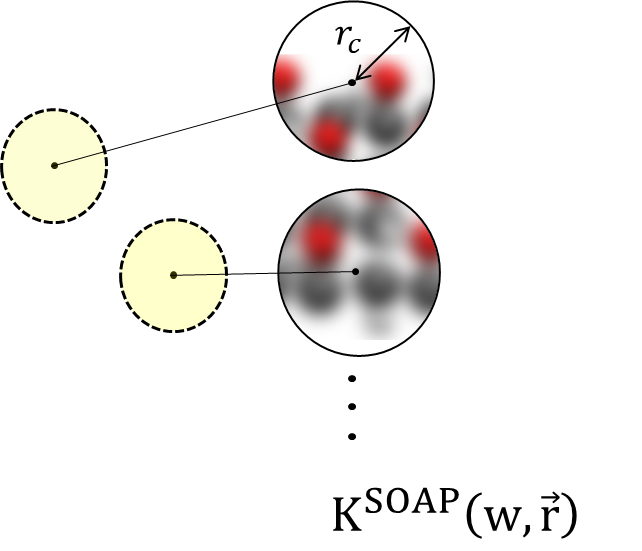 r_c
K^SOAP(w, r⃗)